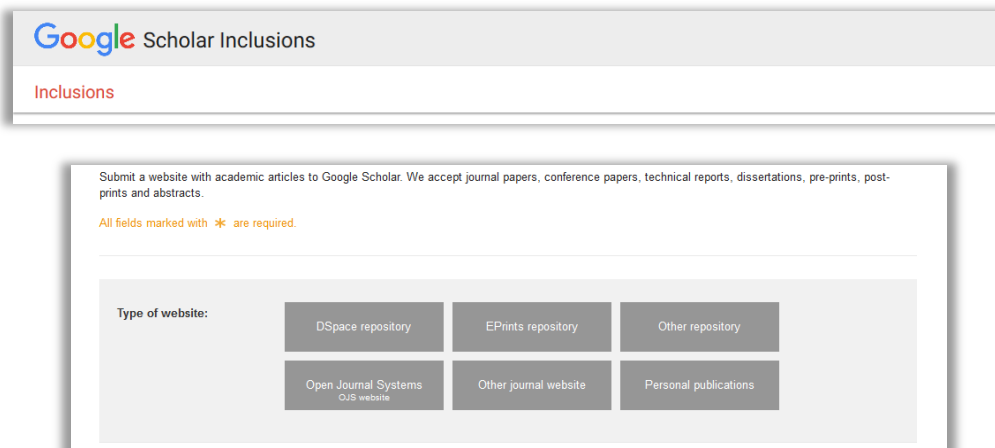 Google Scholar Inclusions
Inclusions
Submit a website with academic articles to Google Scholar. We accept journal papers, conference papers, technical reports, dissertations, pre-prints, post-
prints and abstracts.
All fields marked with * are required.
Type of website:
DSpace repository
EPrints repository
Other repository
Open Journal Systems
OJS website
Other journal website
Personal publications